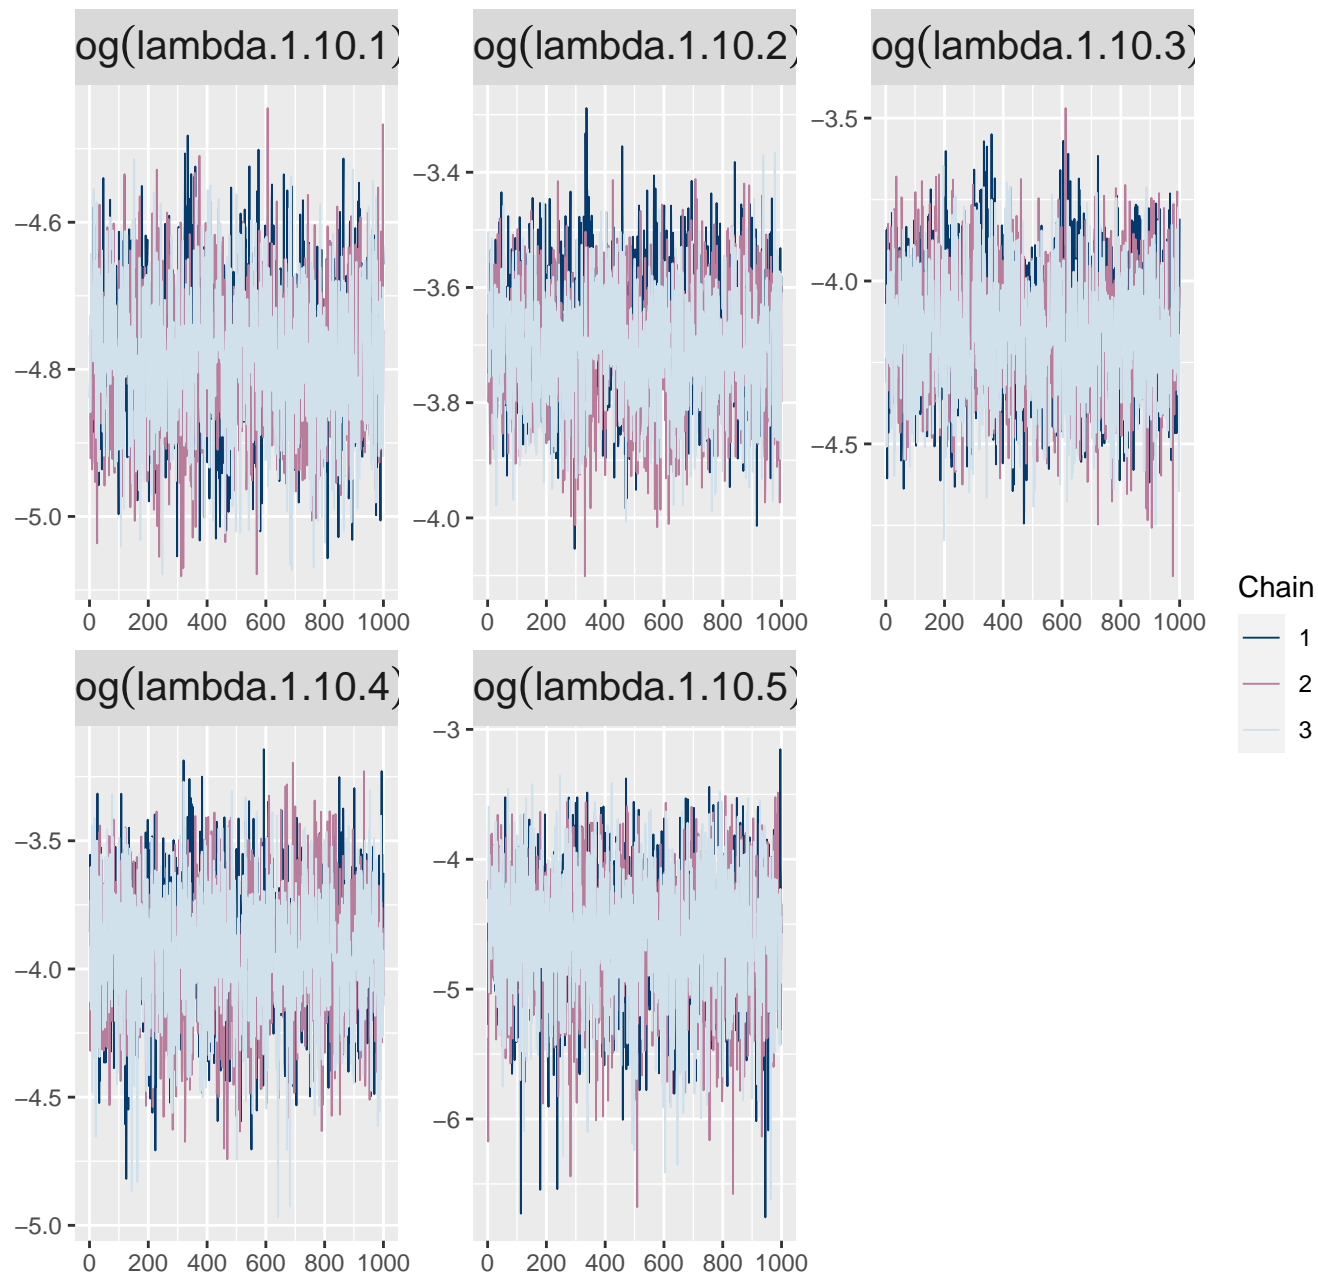 og(lambda.1.10.1) og(lambda.1.10.2) og(lambda.1.10.3)
−4.6
−4.8
−5.0
−3.4
−3.6
−3.8
−4.0
−3.5
−4.0
−4.5
0 200 400 600 800 1000
0 200 400 600 800 1000
0 200 400 600 800 1000
og(lambda.1.10.4) og(lambda.1.10.5)
−3.5
−4.0
−4.5
−5.0
−3
−4
−5
−6
0 200 400 600 800 1000
0 200 400 600 800 1000
Chain
1
2
3